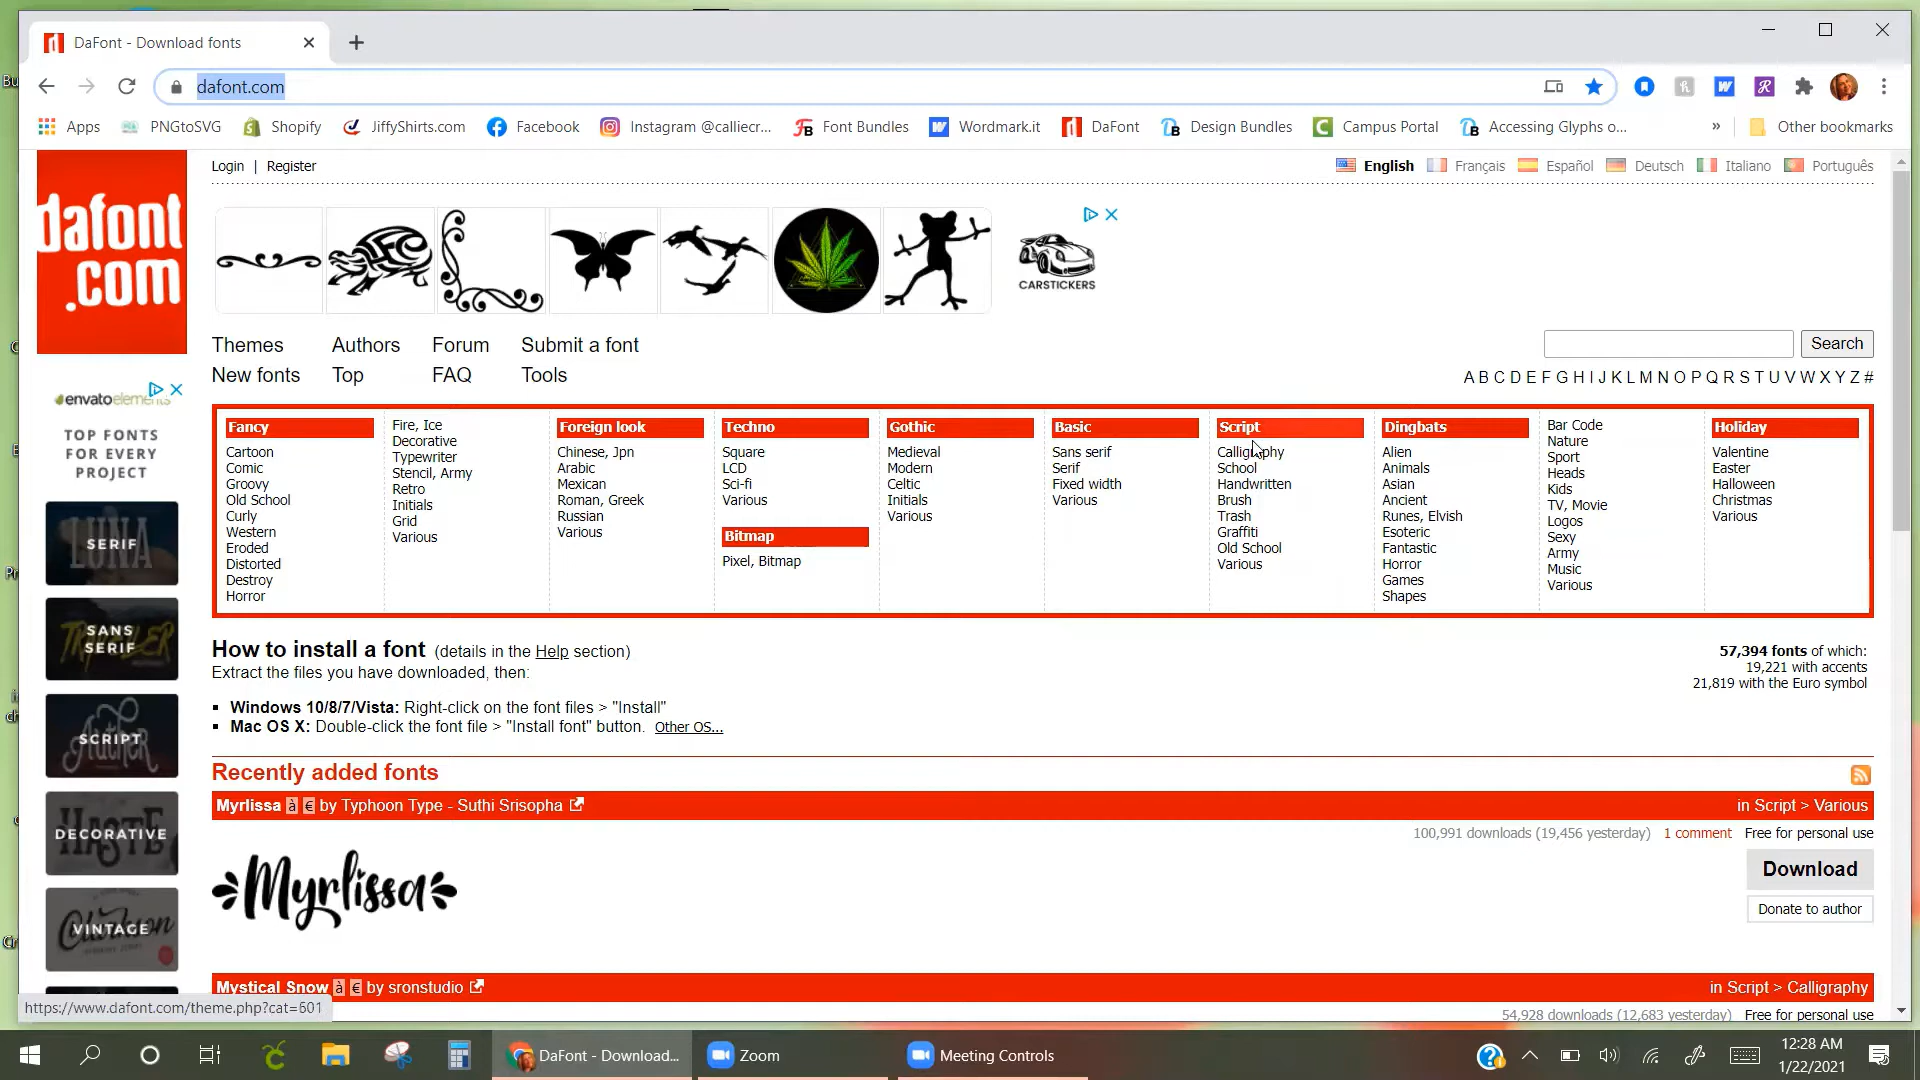 DaFont - Download fonts
dafont.com
Apps
PNGtoSVG
Shopify
JiffyShirts.com
Facebook
Instagram @calliecr...
Font Bundles
Wordmark.it
DaFont
Design Bundles
Campus Portal
Accessing Glyphs o...
»
Other bookmarks
dafont
.com
Login | Register
English
Français
Español
Deutsch
Italiano
Português
CARSTICKERS
Themes
Authors
Forum
Submit a font
New fonts
Top
FAQ
Tools
Search
A B C D E F G H I J K L M N O P Q R S T U V W X Y Z #
envatoelements
TOP FONTS
FOR EVERY
PROJECT
SERIF
SANS
SERIF
SCRIPT
DECORATIVE
VINTAGE
Fancy
Cartoon
Comic
Groovy
Old School
Curly
Western
Eroded
Distorted
Destroy
Horror
Fire, Ice
Decorative
Typewriter
Stencil, Army
Retro
Initials
Grid
Various
Foreign look
Chinese, Jpn
Arabic
Mexican
Roman, Greek
Russian
Various
Techno
Square
LCD
Sci-fi
Various
Bitmap
Pixel, Bitmap
Gothic
Medieval
Modern
Celtic
Initials
Various
Basic
Sans serif
Serif
Fixed width
Various
Script
Calligraphy
School
Handwritten
Brush
Trash
Graffiti
Old School
Various
Dingbats
Alien
Animals
Asian
Ancient
Runes, Elvish
Esoteric
Fantastic
Horror
Games
Shapes
Bar Code
Nature
Sport
Heads
Kids
TV, Movie
Logos
Sexy
Army
Music
Various
Holiday
Valentine
Easter
Halloween
Christmas
Various
How to install a font (details in the Help section)
Extract the files you have downloaded, then:
Windows 10/8/7/Vista: Right-click on the font files > "Install"
Mac OS X: Double-click the font file > "Install font" button. Other OS...
57,394 fonts of which:
19,221 with accents
21,819 with the Euro symbol
Recently added fonts
Myrlissa à € by Typhoon Type - Suthi Srisopha
in Script > Various
100,991 downloads (19,456 yesterday) 1 comment Free for personal use
Myrlissa
Download
Donate to author
Mystical Snow à € by sronstudio
in Script > Calligraphy
54,928 downloads (12,683 yesterday) Free for personal use
https://www.dafont.com/theme.php?cat=601
DaFont - Download...
Zoom
Meeting Controls
12:28 AM
1/22/2021